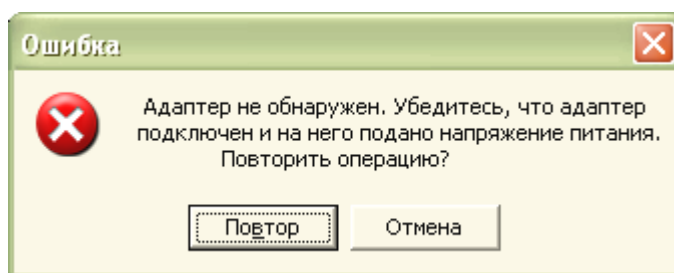 Ошибка
Адаптер не обнаружен. Убедитесь, что адаптер
подключен и на него подано напряжение питания.
Повторить операцию?
Повтор
Отмена